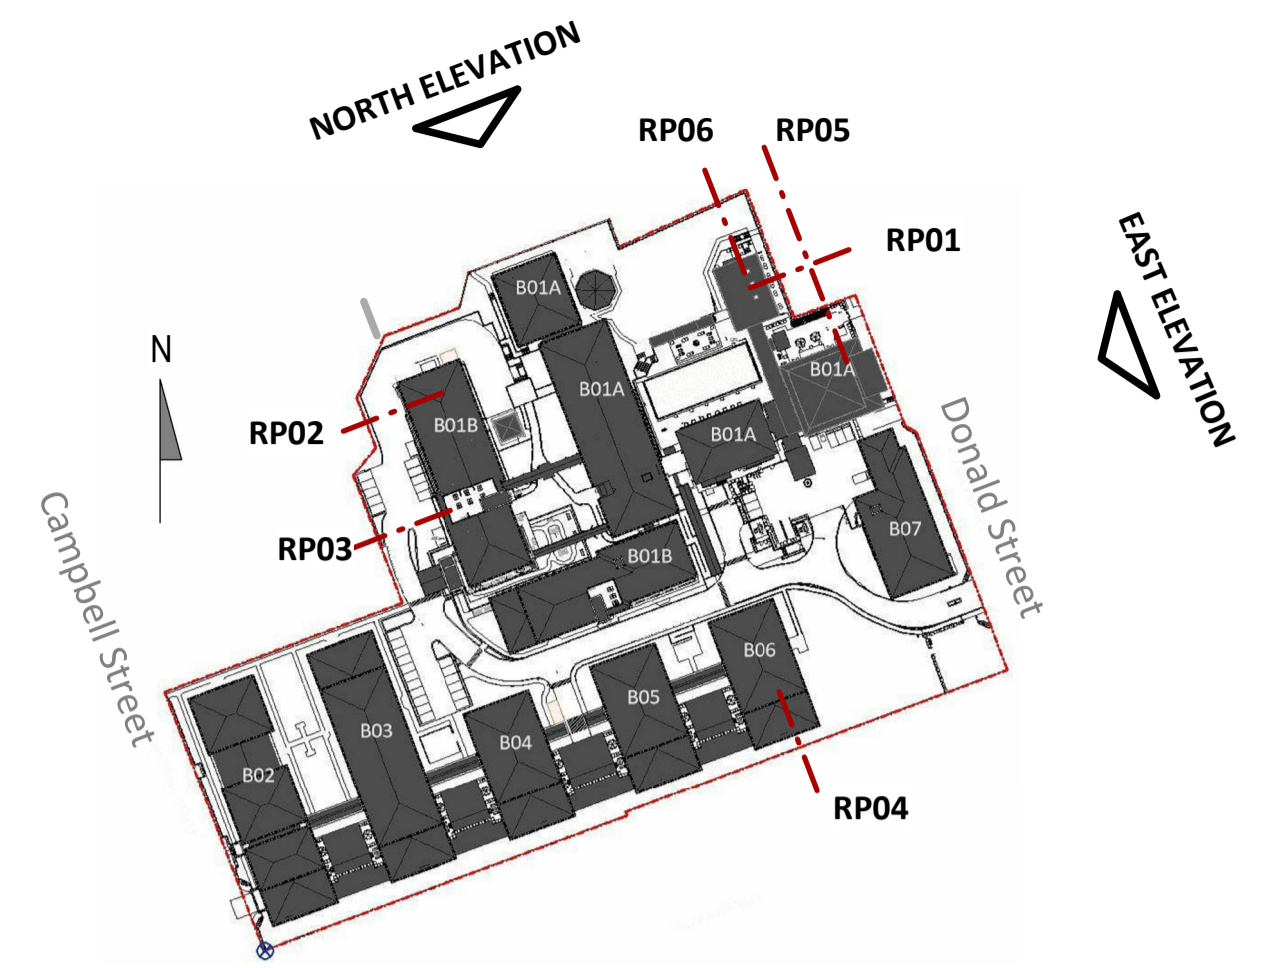 NORTH ELEVATION
RP06
RP05
RP01
EAST ELEVATION
B01A
N
B01A
B01A
RP02
B01B
B01A
Donald Street
Campbell Street
RP03
B07
B01B
B06
B05
B03
B04
B02
RP04